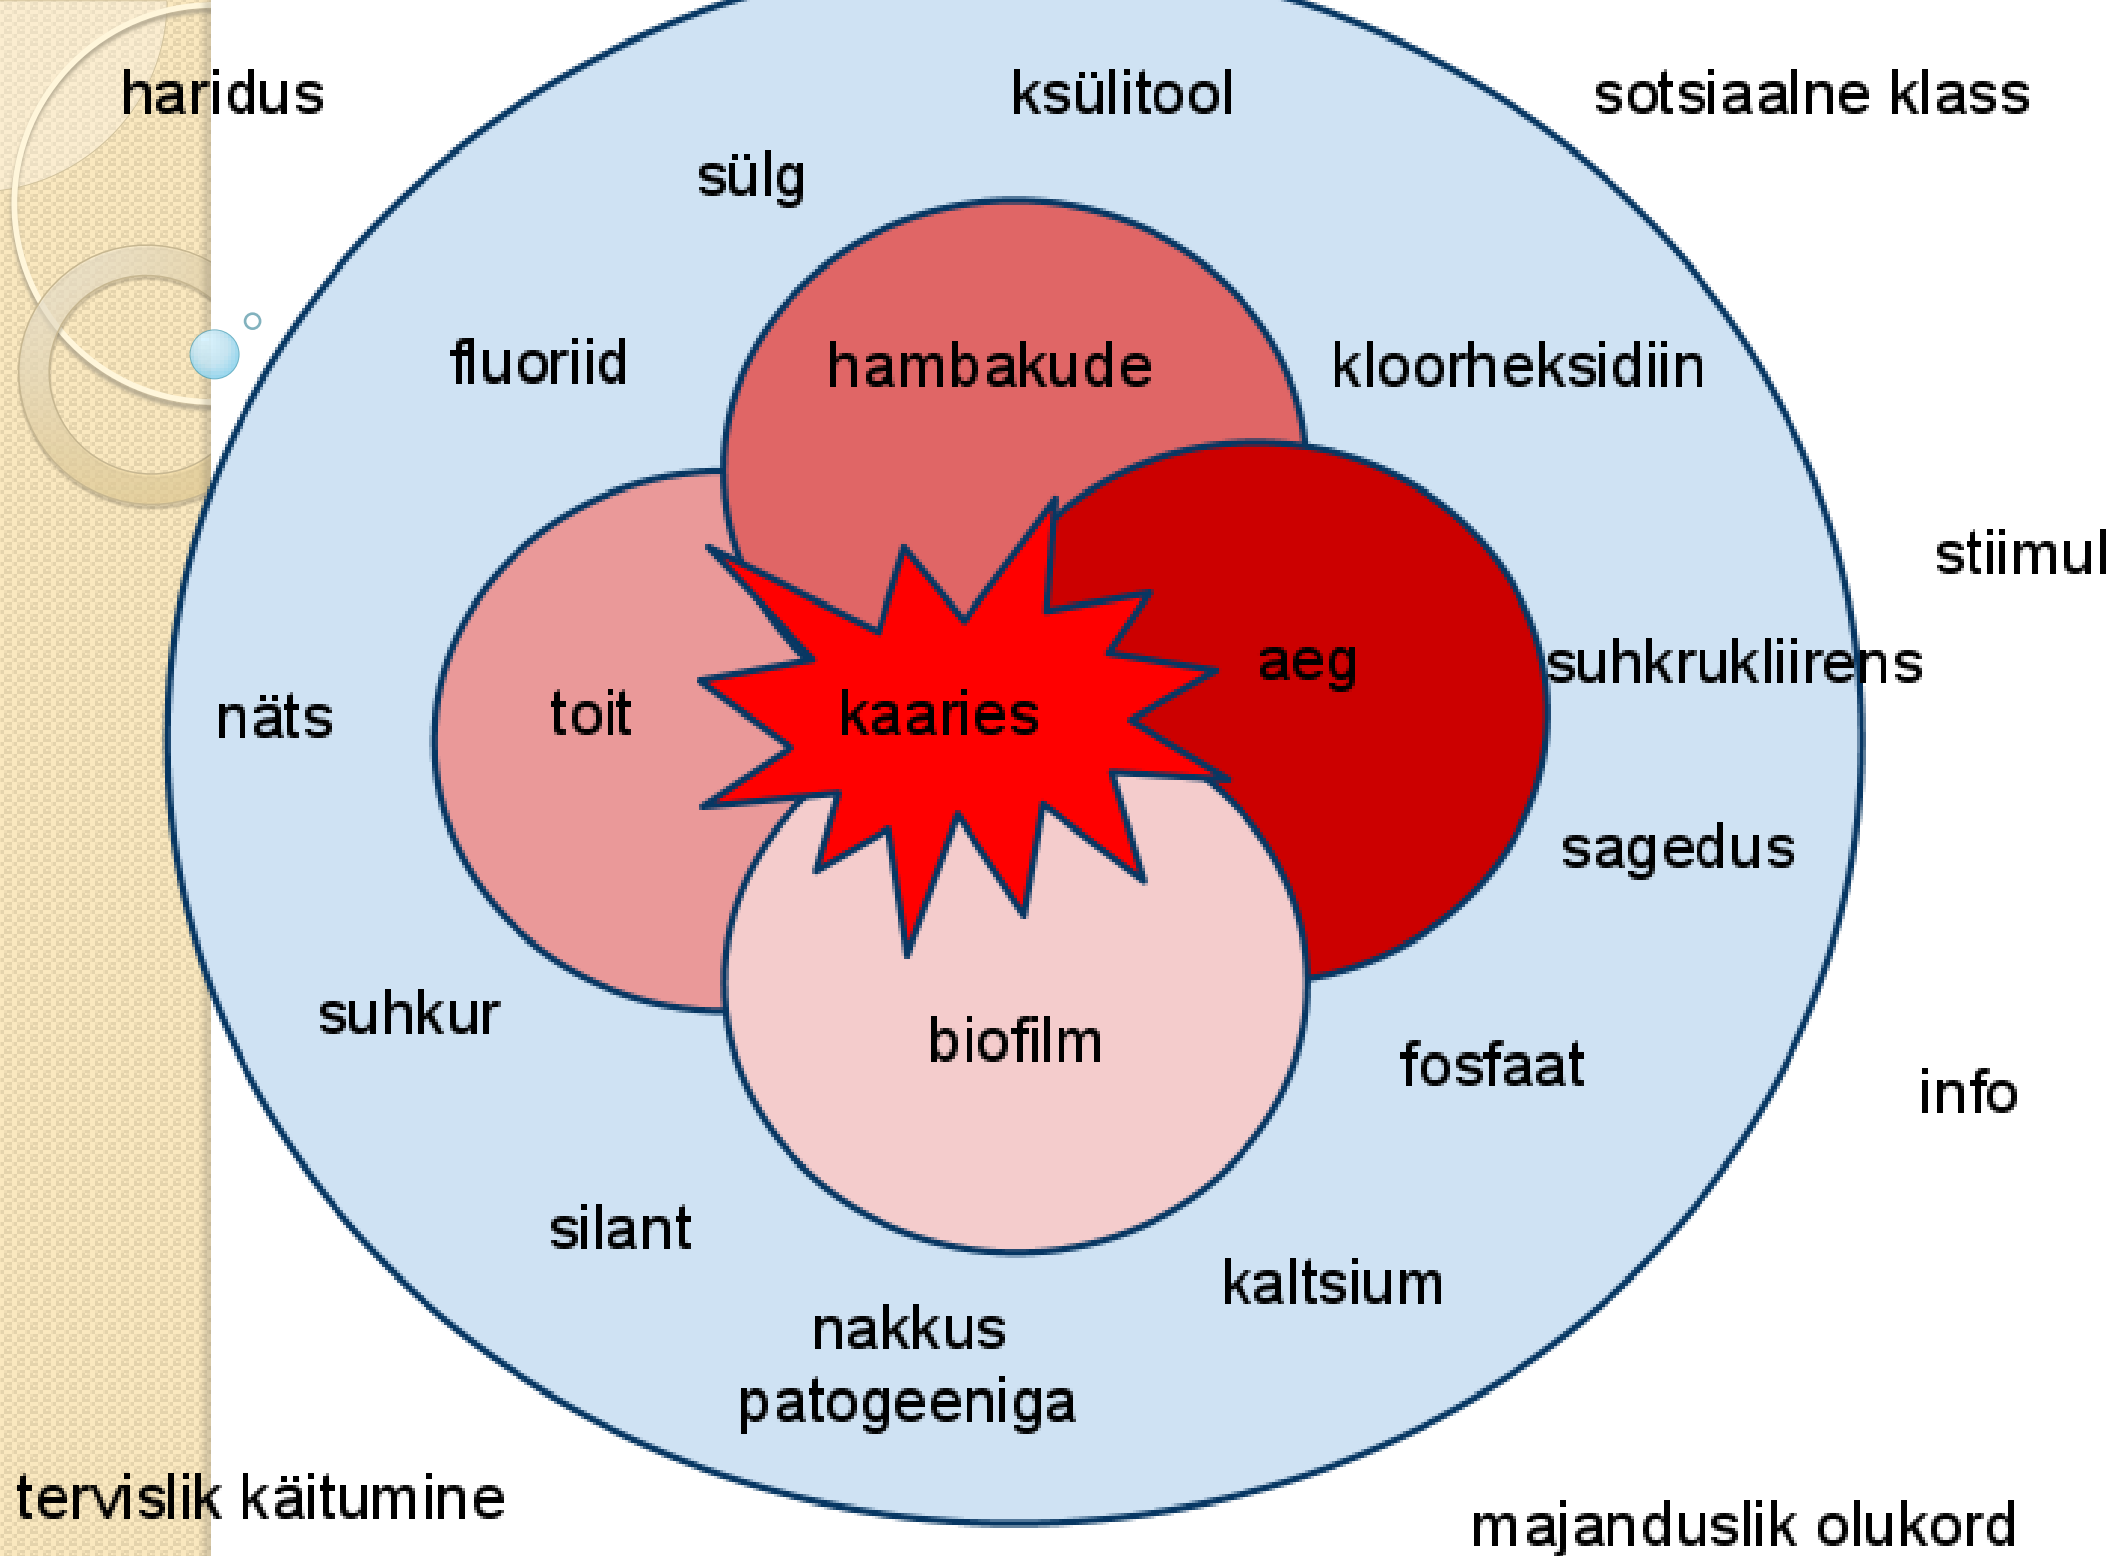 haridus
ksülitool
sotsiaalne klass
sülg
fluoriid
hambakude
kloorheksidiin
stiimul
aeg
suhkrukliirens
näts
toit
kaaries
sagedus
suhkur
biofilm
fosfaat
info
silant
kaltsium
nakkus
patogeeniga
tervislik käitumine
majanduslik olukord